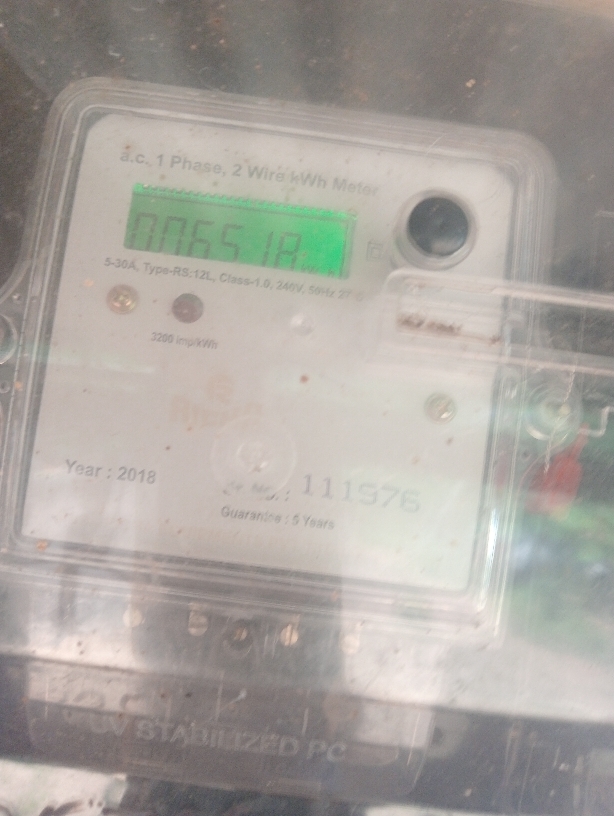 a.c. 1 Phase, 2 Wire kWh Meter
006518
5-30A, Type-RS:12L, Class-1.0, 240V, 50Hz 27
3200 imp/kWh
Year : 2018
111976
Guarantee : 5 Years
UV STABILIZED PC